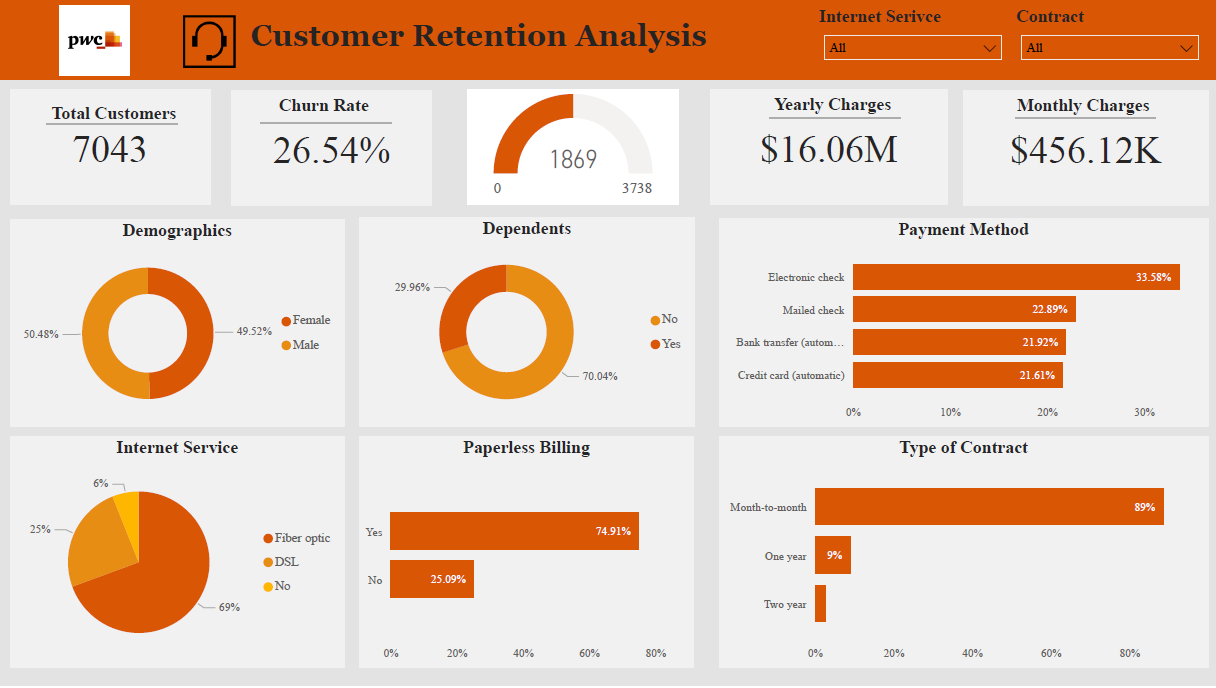 pwc
Customer Retention Analysis
Internet Serivce
All
Contract
All
Total Customers
7043
Churn Rate
26.54%
1869
0
3738
Yearly Charges
$16.06M
Monthly Charges
$456.12K
Demographics
50.48%
49.52%
Female
Male
Dependents
29.96%
70.04%
No
Yes
Payment Method
Electronic check
33.58%
Mailed check
22.89%
Bank transfer (autom...
21.92%
Credit card (automatic)
21.61%
0%
10%
20%
30%
Internet Service
6%
25%
69%
Fiber optic
DSL
No
Paperless Billing
Yes
74.91%
No
25.09%
0%
20%
40%
60%
80%
Type of Contract
Month-to-month
89%
One year
9%
Two year
0%
20%
40%
60%
80%